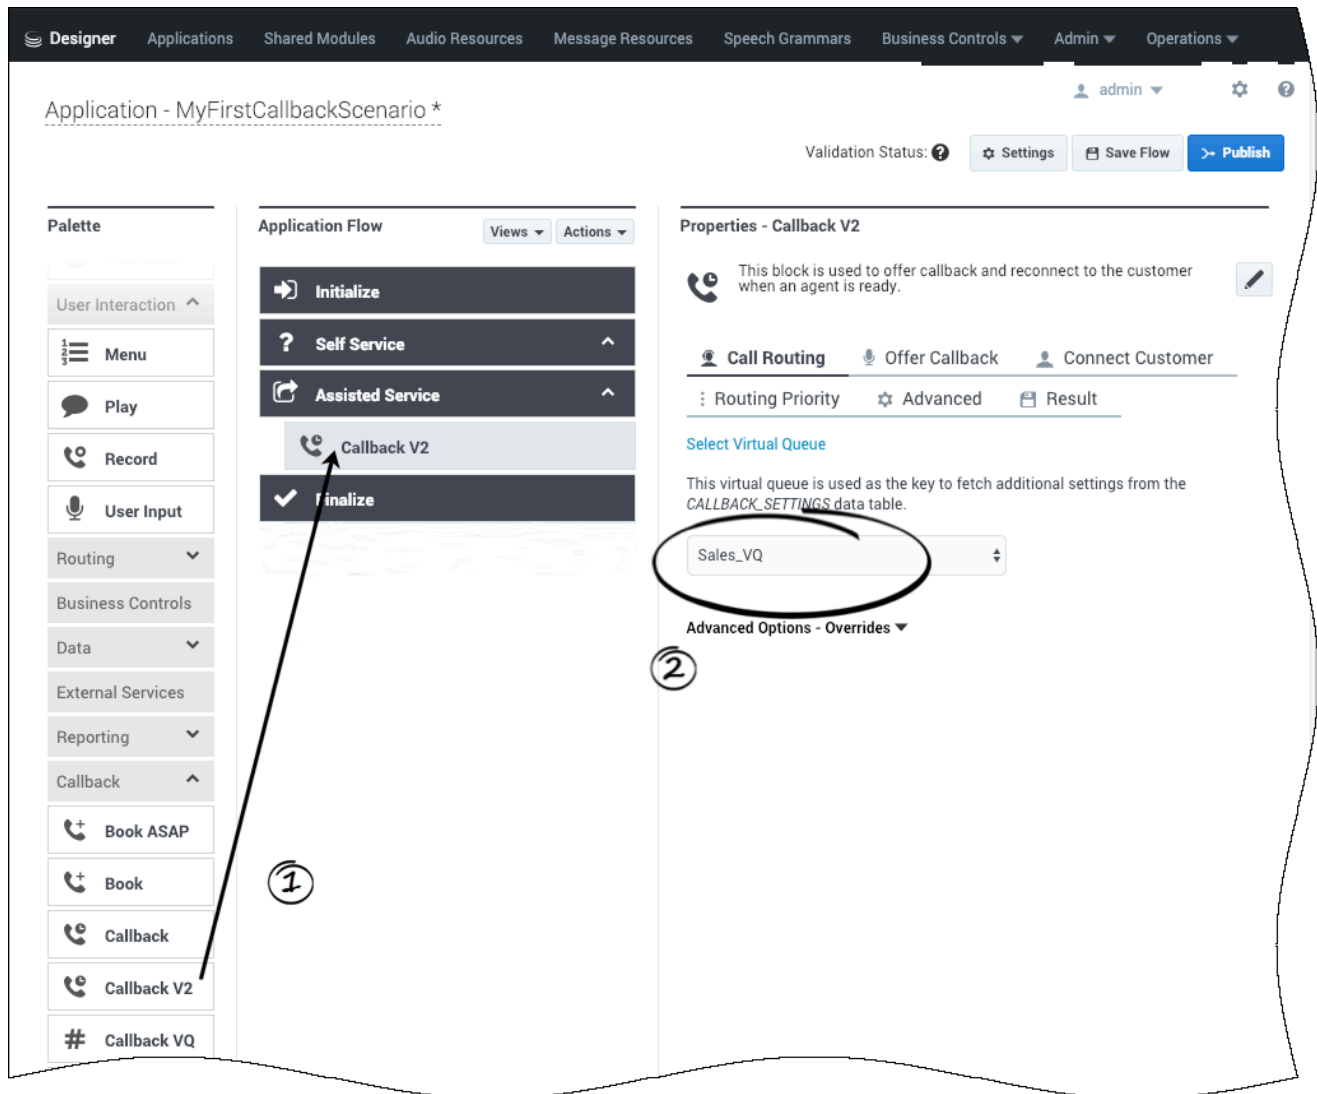 Designer Applications Shared Modules Audio Resources Message Resources Speech Grammars Business Controls Admin Operations
admin
Application - MyFirstCallbackScenario *
Validation Status: Settings Save Flow Publish
Palette
User Interaction
Menu
Play
Record
User Input
Routing
Business Controls
Data
External Services
Reporting
Callback
Book ASAP
Book
Callback
Callback V2
# Callback VQ
Application Flow Views Actions
Initialize
? Self Service
Assisted Service
Callback V2
Finalize
1
Properties - Callback V2
This block is used to offer callback and reconnect to the customer
when an agent is ready.
Call Routing Offer Callback Connect Customer
Routing Priority Advanced Result
Select Virtual Queue
This virtual queue is used as the key to fetch additional settings from the
CALLBACK_SETTINGS data table.
Sales_VQ
Advanced Options - Overrides
2